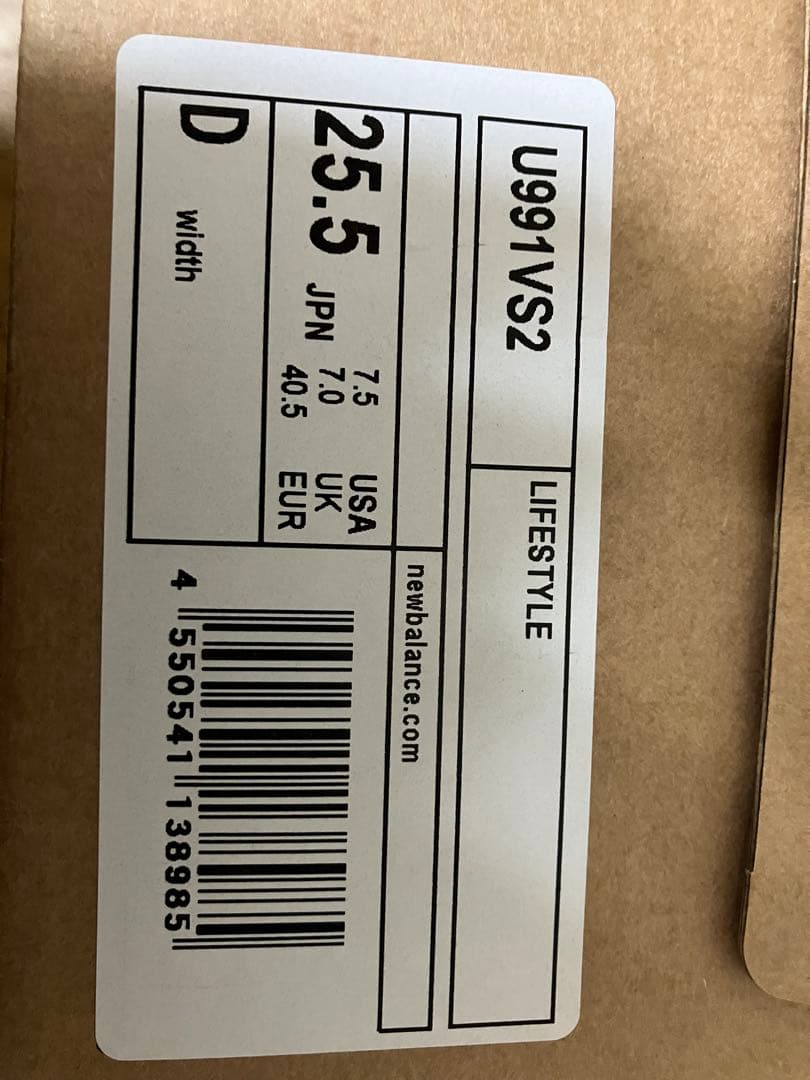 U991VS2
LIFESTYLE
newbalance.com
25.5 JPN
7.5 USA
7.0 UK
40.5 EUR
D width
4 550541 138985